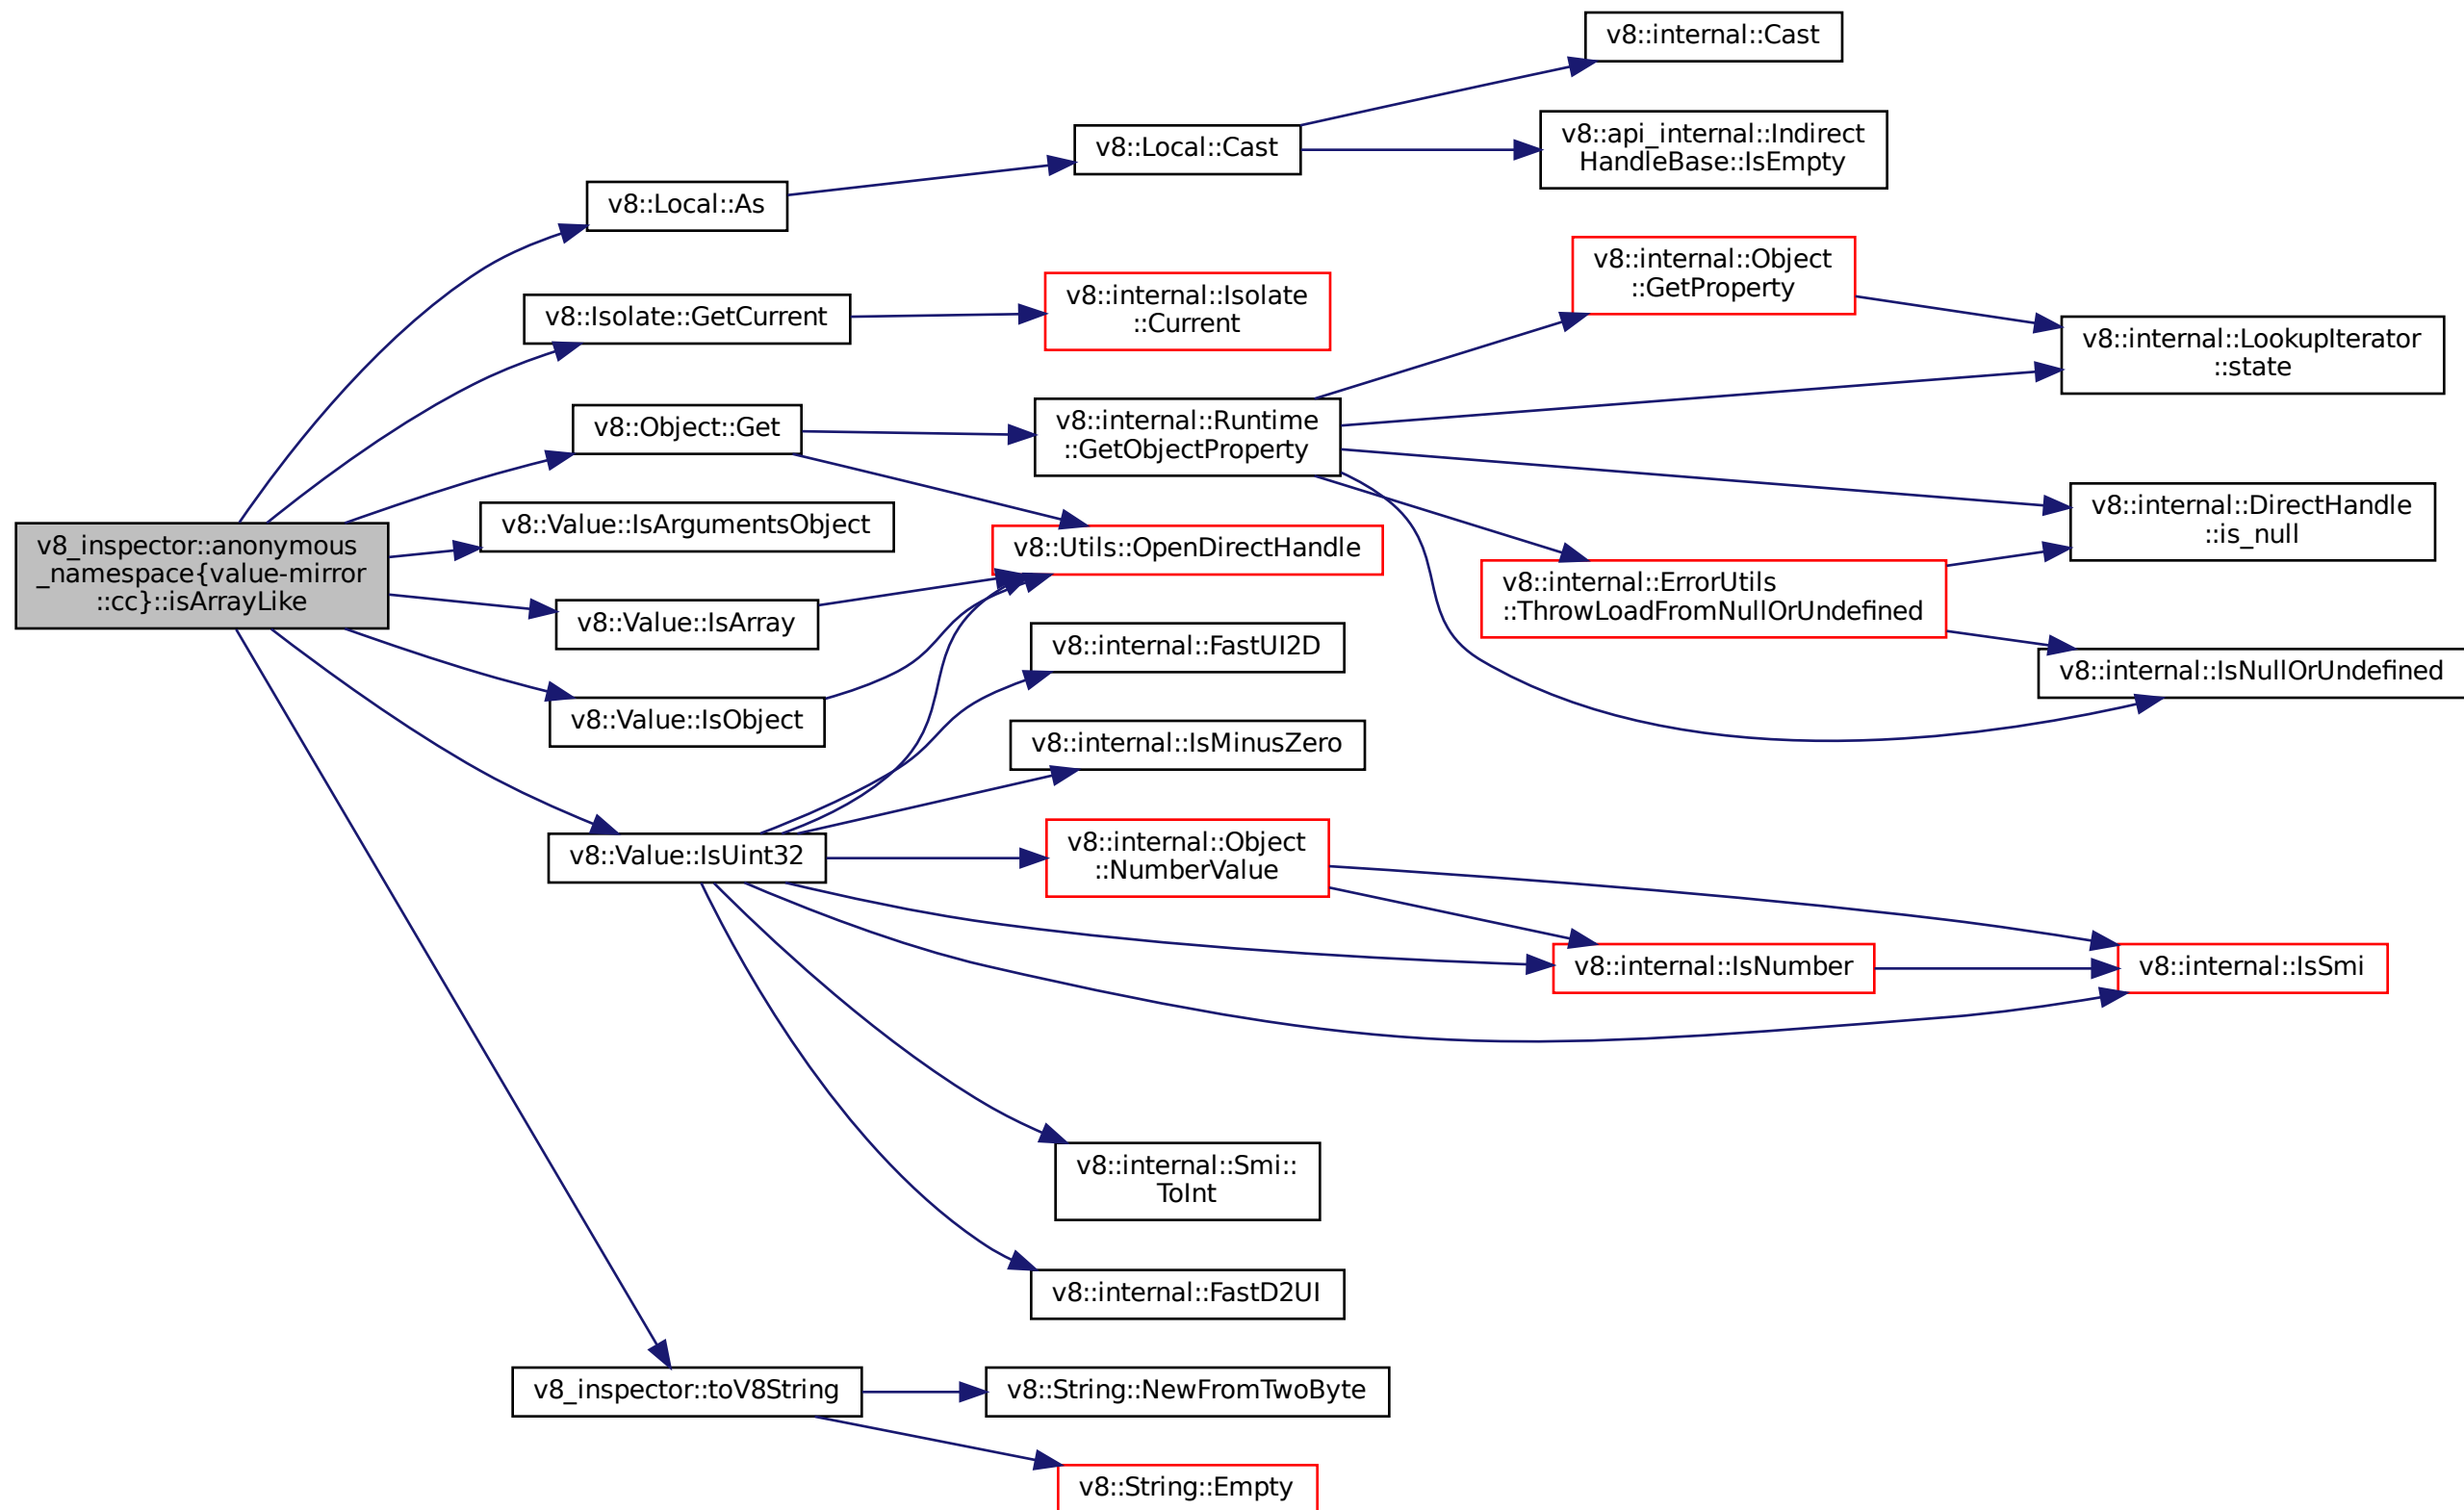 v8::internal::Cast
v8::api_internal::Indirect
HandleBase::IsEmpty
v8::Local::Cast
v8::Local::As
v8::internal::Object
::GetProperty
v8::internal::Isolate
::Current
v8::Isolate::GetCurrent
v8::internal::LookupIterator
::state
v8::Object::Get
v8::internal::Runtime
::GetObjectProperty
v8::internal::DirectHandle
::is_null
v8::Value::IsArgumentsObject
v8::Utils::OpenDirectHandle
v8_inspector::anonymous
_namespace{value-mirror
::cc}::isArrayLike
v8::internal::ErrorUtils
::ThrowLoadFromNullOrUndefined
v8::Value::IsArray
v8::internal::FastUI2D
v8::internal::IsNullOrUndefined
v8::Value::IsObject
v8::internal::IsMinusZero
v8::Value::IsUint32
v8::internal::Object
::NumberValue
v8::internal::IsNumber
v8::internal::IsSmi
v8::internal::Smi::
ToInt
v8::internal::FastD2UI
v8_inspector::toV8String
v8::String::NewFromTwoByte
v8::String::Empty